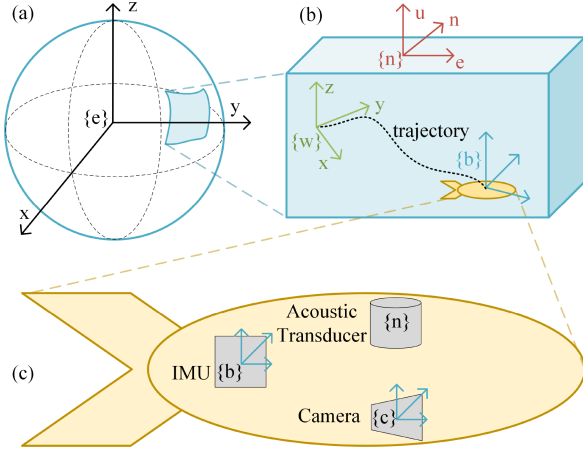 (a)
z
{e}
y
x
(b)
u
n
{n}
e
z
y
{w}
x
trajectory
{b}
(c)
Acoustic
Transducer
{n}
IMU
{b}
Camera
{c}